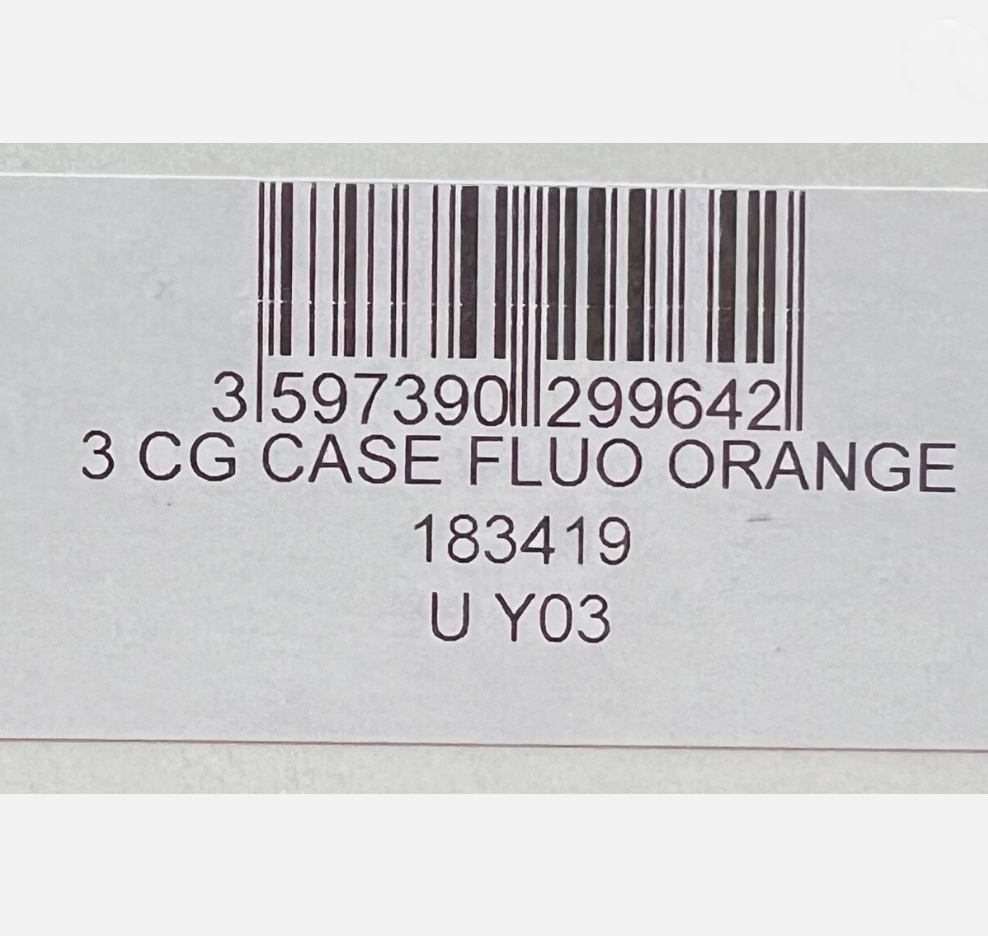 3 597390 299642
3 CG CASE FLUO ORANGE
183419
U Y03